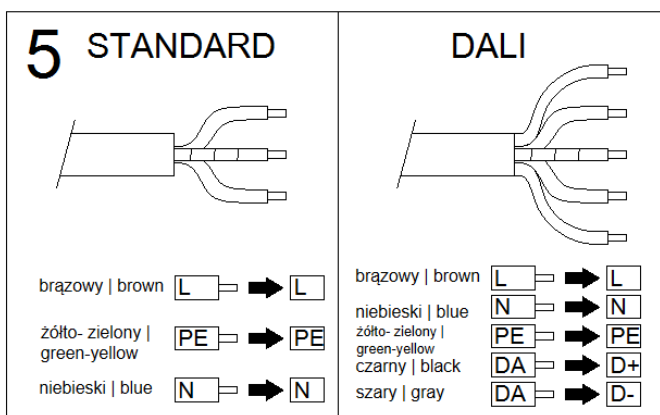 5 STANDARD
brązowy | brown L L
żółto- zielony |
green-yellow PE PE
niebieski | blue N N
DALI
brązowy | brown L L
niebieski | blue N N
żółto- zielony |
green-yellow PE PE
czarny | black DA D+
szary | gray DA D-